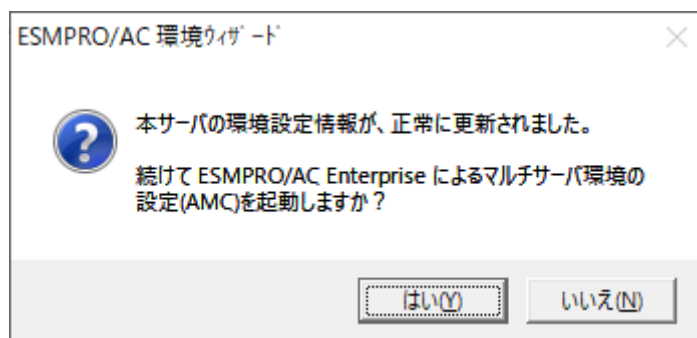 ESMPRO/AC 環境ｳｨｻﾞｰﾄﾞ
本サーバの環境設定情報が、正常に更新されました。
続けて ESMPRO/AC Enterprise によるマルチサーバ環境の
設定(AMC)を起動しますか？
はい(Y)
いいえ(N)